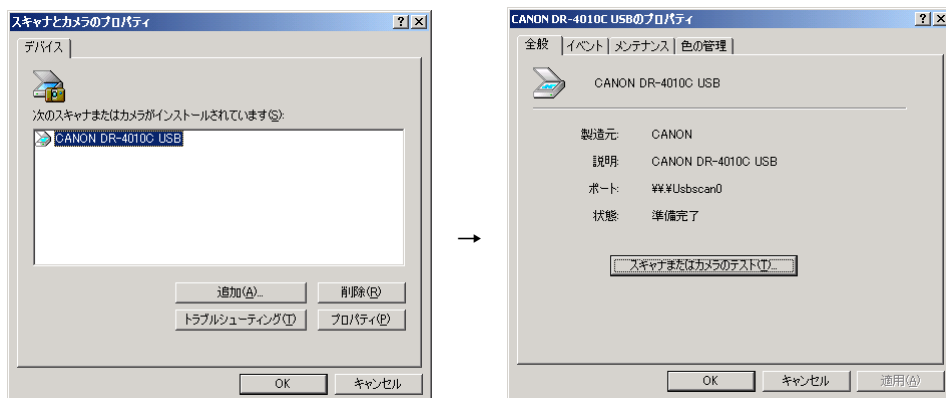 スキャナとカメラのプロパティ
デバイス
次のスキャナまたはカメラがインストールされています(S):
CANON DR-4010C USB
追加(A)...
削除(R)
トラブルシューティング(T)
プロパティ(P)
OK
キャンセル
→
CANON DR-4010C USBのプロパティ
全般
イベント
メンテナンス
色の管理
CANON DR-4010C USB
製造元: CANON
説明: CANON DR-4010C USB
ポート: ¥¥.¥Usbscan0
状態: 準備完了
スキャナまたはカメラのテスト(T)...
OK
キャンセル
適用(A)